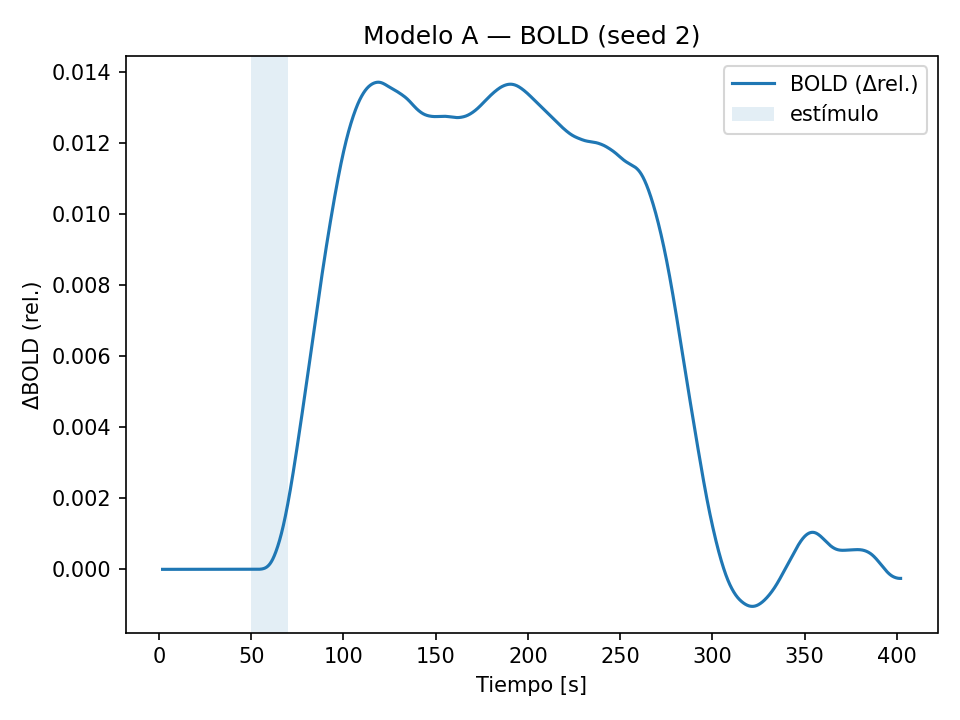 Modelo A — BOLD (seed 2)
BOLD (Δrel.)
estímulo
ΔBOLD (rel.)
0.014
0.012
0.010
0.008
0.006
0.004
0.002
0.000
0 50 100 150 200 250 300 350 400
Tiempo [s]